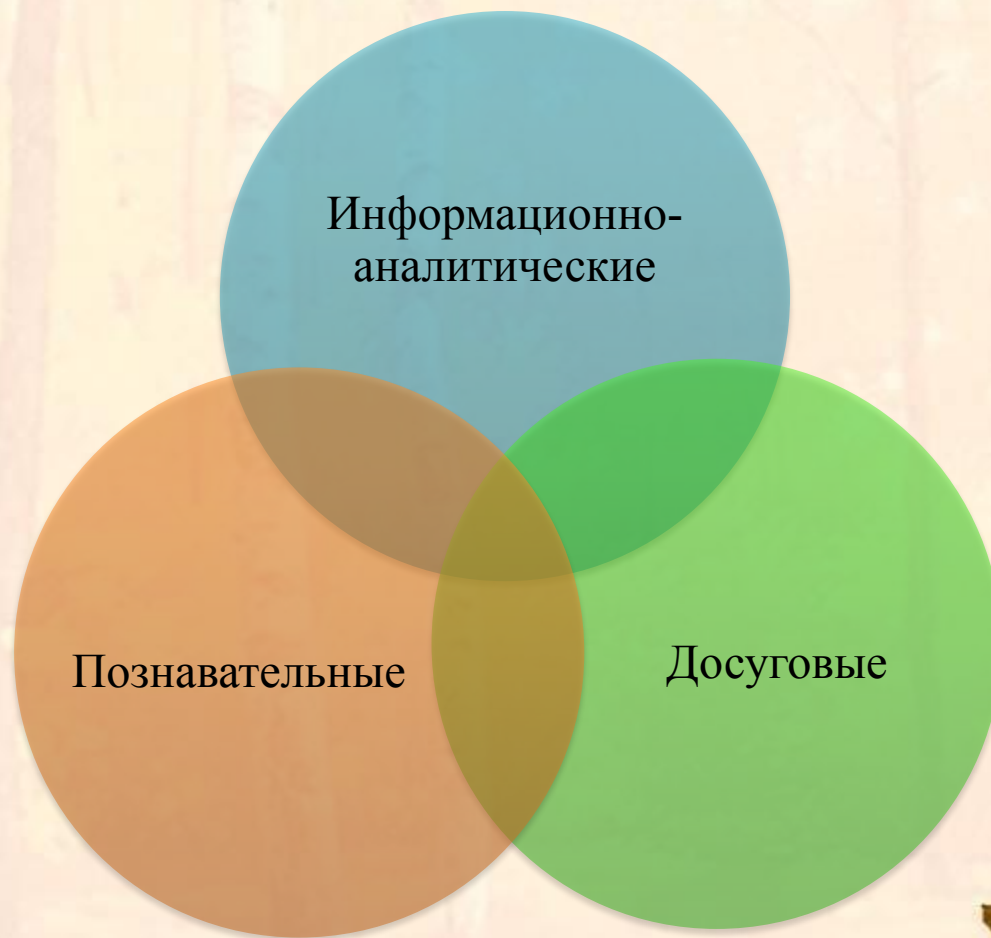 Информационно-
аналитические
Познавательные
Досуговые